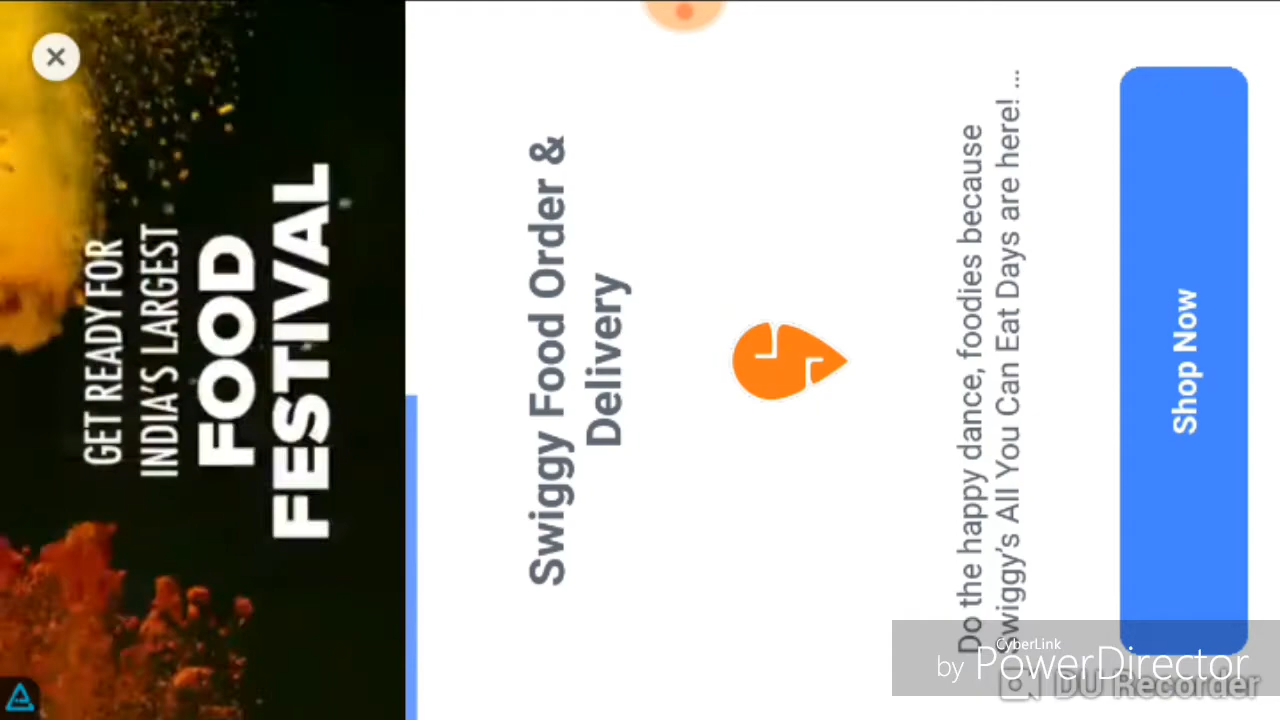 GET READY FOR
INDIA'S LARGEST
FOOD
FESTIVAL
Swiggy Food Order &
Delivery
Do the happy dance, foodies because
Swiggy's All You Can Eat Days are here! ...
Shop Now
CyberLink
by PowerDirector
DU Recorder